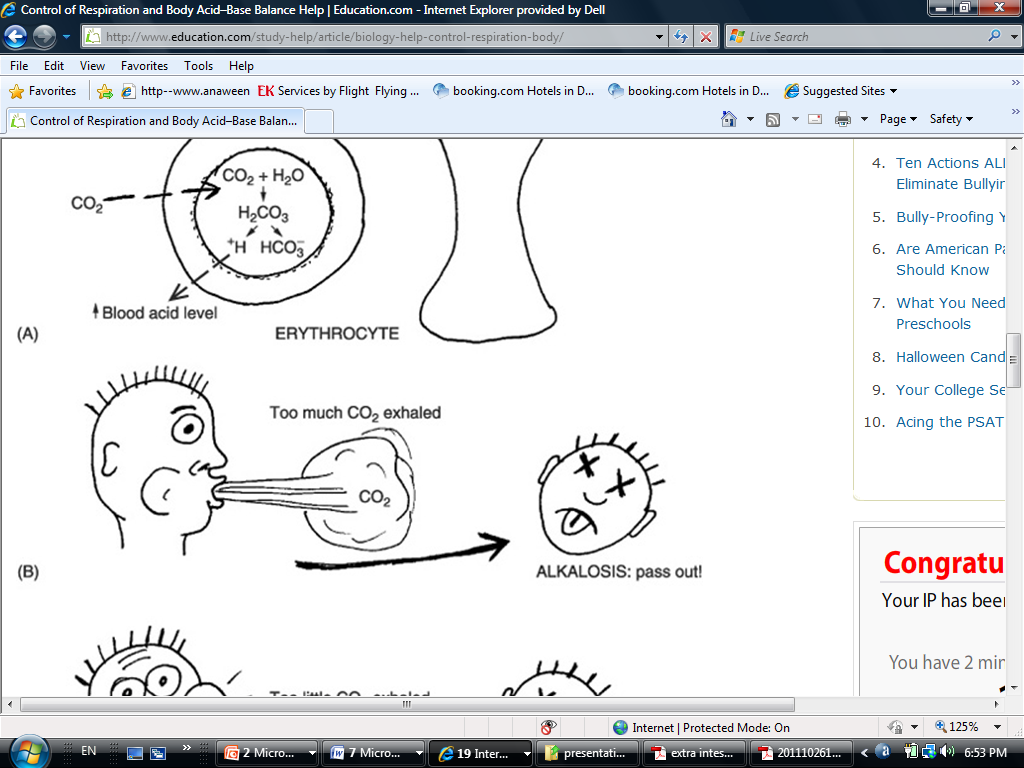 Control of Respiration and Body Acid–Base Balance Help | Education.com - Internet Explorer provided by Dell
http://www.education.com/study-help/article/biology-help-control-respiration-body/
Live Search
File Edit View Favorites Tools Help
Favorites http--www.anaween EK Services by Flight Flying ... booking.com Hotels in D... booking.com Hotels in D... Suggested Sites
Control of Respiration and Body Acid–Base Balan... Page Safety
CO₂ + H₂O
CO₂
H₂CO₃
⁺H HCO₃⁻
Blood acid level
(A) ERYTHROCYTE
Too much CO₂ exhaled
CO₂
(B) ALKALOSIS: pass out!
4. Ten Actions ALL
Eliminate Bullyin
5. Bully-Proofing Y
6. Are American Pa
Should Know
7. What You Need
Preschools
8. Halloween Cand
9. Your College Se
10. Acing the PSAT
Congratu
Your IP has been
You have 2 min
Internet | Protected Mode: On 125%
EN 2 Micro... 7 Micro... 19 Inter... presentati... extra intes... 201110261... 6:53 PM